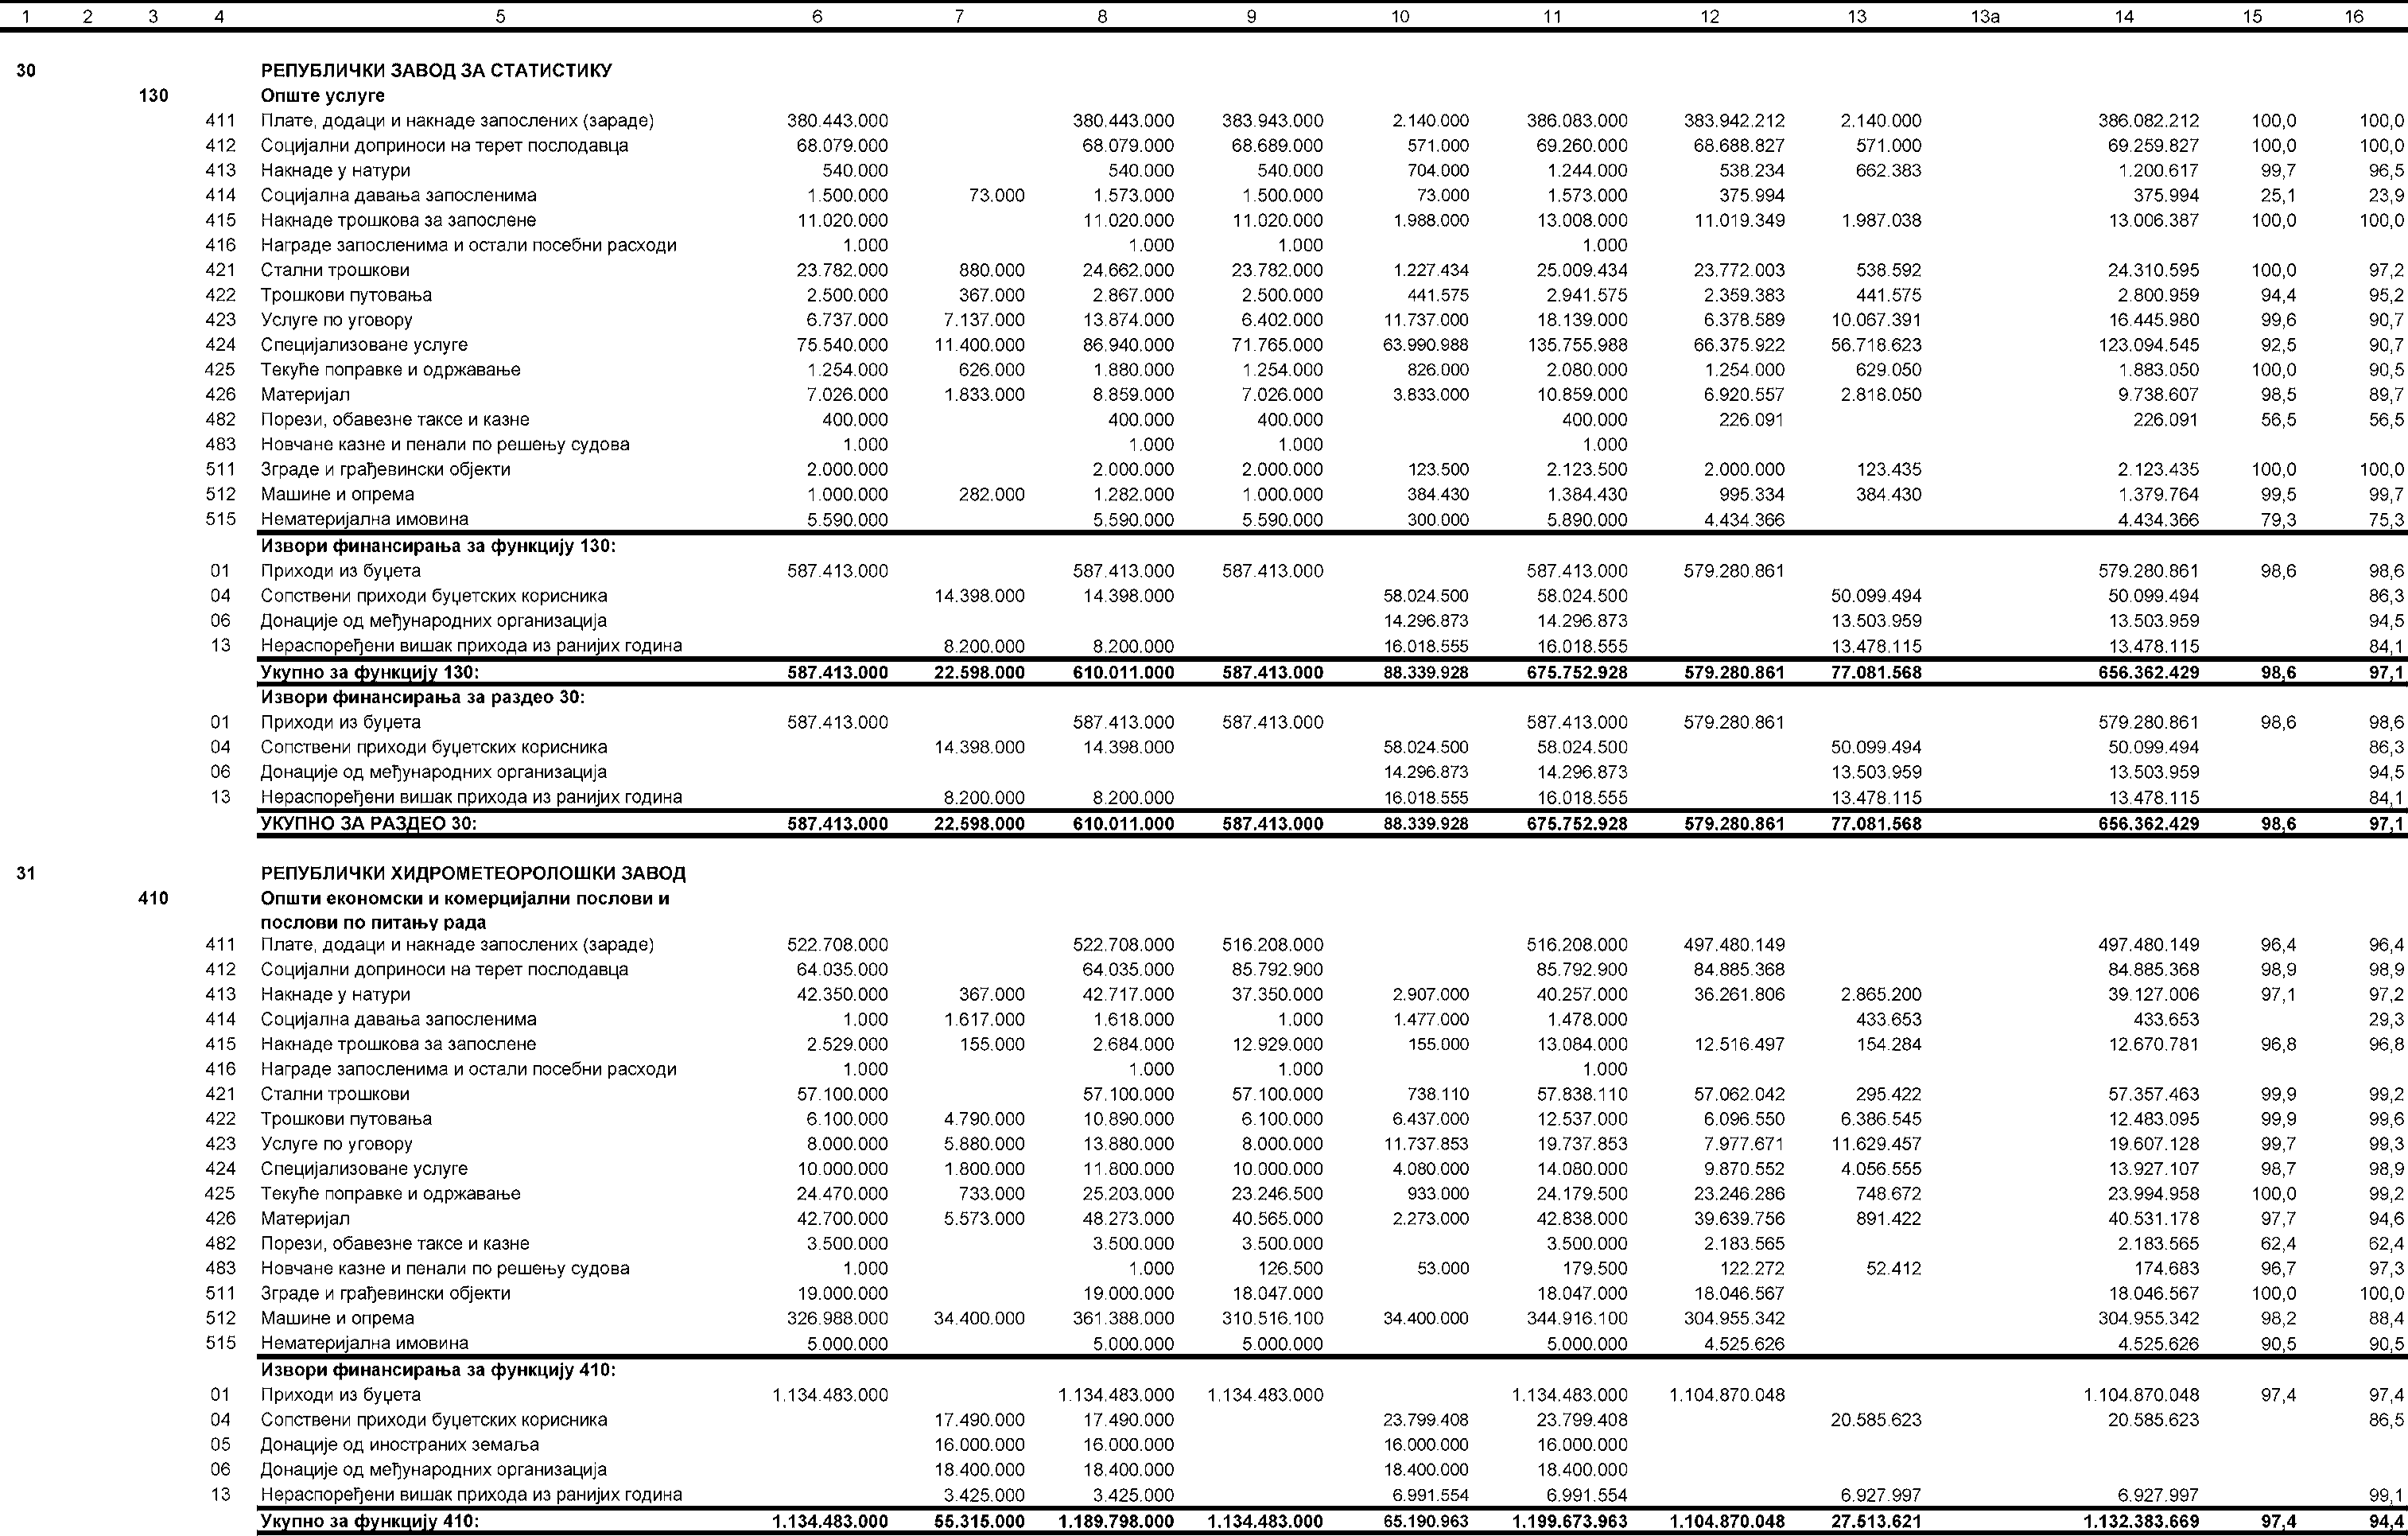 1 2 3 4 5 6 7 8 9 10 11 12 13 13а 14 15 16
30 РЕПУБЛИЧКИ ЗАВОД ЗА СТАТИСТИКУ
130 Опште услуге
411 Плате, додаци и накнаде запослених (зараде) 380.443.000 380.443.000 383.943.000 2.140.000 386.083.000 383.942.212 2.140.000 386.082.212 100,0 100,0
412 Социјални доприноси на терет послодавца 68.079.000 68.079.000 68.689.000 571.000 69.260.000 68.688.827 571.000 69.259.827 100,0 100,0
413 Накнаде у натури 540.000 540.000 540.000 704.000 1.244.000 538.234 662.383 1.200.617 99,7 96,5
414 Социјална давања запосленима 1.500.000 73.000 1.573.000 1.500.000 73.000 1.573.000 375.994 375.994 25,1 23,9
415 Накнаде трошкова за запослене 11.020.000 11.020.000 11.020.000 1.988.000 13.008.000 11.019.349 1.987.038 13.006.387 100,0 100,0
416 Награде запосленима и остали посебни расходи 1.000 1.000 1.000 1.000
421 Стални трошкови 23.782.000 880.000 24.662.000 23.782.000 1.227.434 25.009.434 23.772.003 538.592 24.310.595 100,0 97,2
422 Трошкови путовања 2.500.000 367.000 2.867.000 2.500.000 441.575 2.941.575 2.359.383 441.575 2.800.959 94,4 95,2
423 Услуге по уговору 6.737.000 7.137.000 13.874.000 6.402.000 11.737.000 18.139.000 6.378.589 10.067.391 16.445.980 99,6 90,7
424 Специјализоване услуге 75.540.000 11.400.000 86.940.000 71.765.000 63.990.988 135.755.988 66.375.922 56.718.623 123.094.545 92,5 90,7
425 Текуће поправке и одржавање 1.254.000 626.000 1.880.000 1.254.000 826.000 2.080.000 1.254.000 629.050 1.883.050 100,0 90,5
426 Материјал 7.026.000 1.833.000 8.859.000 7.026.000 3.833.000 10.859.000 6.920.557 2.818.050 9.738.607 98,5 89,7
482 Порези, обавезне таксе и казне 400.000 400.000 400.000 400.000 226.091 226.091 56,5 56,5
483 Новчане казне и пенали по решењу судова 1.000 1.000 1.000 1.000
511 Зграде и грађевински објекти 2.000.000 2.000.000 2.000.000 123.500 2.123.500 2.000.000 123.435 2.123.435 100,0 100,0
512 Машине и опрема 1.000.000 282.000 1.282.000 1.000.000 384.430 1.384.430 995.334 384.430 1.379.764 99,5 99,7
515 Нематеријална имовина 5.590.000 5.590.000 5.590.000 300.000 5.890.000 4.434.366 4.434.366 79,3 75,3
Извори финансирања за функцију 130:
01 Приходи из буџета 587.413.000 587.413.000 587.413.000 587.413.000 579.280.861 579.280.861 98,6 98,6
04 Сопствени приходи буџетских корисника 14.398.000 14.398.000 58.024.500 58.024.500 50.099.494 50.099.494 86,3
06 Донације од међународних организација 14.296.873 14.296.873 13.503.959 13.503.959 94,5
13 Нераспоређени вишак прихода из ранијих година 8.200.000 8.200.000 16.018.555 16.018.555 13.478.115 13.478.115 84,1
Укупно за функцију 130: 587.413.000 22.598.000 610.011.000 587.413.000 88.339.928 675.752.928 579.280.861 77.081.568 656.362.429 98,6 97,1
Извори финансирања за раздео 30:
01 Приходи из буџета 587.413.000 587.413.000 587.413.000 587.413.000 579.280.861 579.280.861 98,6 98,6
04 Сопствени приходи буџетских корисника 14.398.000 14.398.000 58.024.500 58.024.500 50.099.494 50.099.494 86,3
06 Донације од међународних организација 14.296.873 14.296.873 13.503.959 13.503.959 94,5
13 Нераспоређени вишак прихода из ранијих година 8.200.000 8.200.000 16.018.555 16.018.555 13.478.115 13.478.115 84,1
УКУПНО ЗА РАЗДЕО 30: 587.413.000 22.598.000 610.011.000 587.413.000 88.339.928 675.752.928 579.280.861 77.081.568 656.362.429 98,6 97,1
31 РЕПУБЛИЧКИ ХИДРОМЕТЕОРОЛОШКИ ЗАВОД
410 Општи економски и комерцијални послови и
послови по питању рада
411 Плате, додаци и накнаде запослених (зараде) 522.708.000 522.708.000 516.208.000 516.208.000 497.480.149 497.480.149 96,4 96,4
412 Социјални доприноси на терет послодавца 64.035.000 64.035.000 85.792.900 85.792.900 84.885.368 84.885.368 98,9 98,9
413 Накнаде у натури 42.350.000 367.000 42.717.000 37.350.000 2.907.000 40.257.000 36.261.806 2.865.200 39.127.006 97,1 97,2
414 Социјална давања запосленима 1.000 1.617.000 1.618.000 1.000 1.477.000 1.478.000 433.653 433.653 29,3
415 Накнаде трошкова за запослене 2.529.000 155.000 2.684.000 12.929.000 155.000 13.084.000 12.516.497 154.284 12.670.781 96,8 96,8
416 Награде запосленима и остали посебни расходи 1.000 1.000 1.000 1.000
421 Стални трошкови 57.100.000 57.100.000 57.100.000 738.110 57.838.110 57.062.042 295.422 57.357.463 99,9 99,2
422 Трошкови путовања 6.100.000 4.790.000 10.890.000 6.100.000 6.437.000 12.537.000 6.096.550 6.386.545 12.483.095 99,9 99,6
423 Услуге по уговору 8.000.000 5.880.000 13.880.000 8.000.000 11.737.853 19.737.853 7.977.671 11.629.457 19.607.128 99,7 99,3
424 Специјализоване услуге 10.000.000 1.800.000 11.800.000 10.000.000 4.080.000 14.080.000 9.870.552 4.056.555 13.927.107 98,7 98,9
425 Текуће поправке и одржавање 24.470.000 733.000 25.203.000 23.246.500 933.000 24.179.500 23.246.286 748.672 23.994.958 100,0 99,2
426 Материјал 42.700.000 5.573.000 48.273.000 40.565.000 2.273.000 42.838.000 39.639.756 891.422 40.531.178 97,7 94,6
482 Порези, обавезне таксе и казне 3.500.000 3.500.000 3.500.000 3.500.000 2.183.565 2.183.565 62,4 62,4
483 Новчане казне и пенали по решењу судова 1.000 1.000 126.500 53.000 179.500 122.272 52.412 174.683 96,7 97,3
511 Зграде и грађевински објекти 19.000.000 19.000.000 18.047.000 18.047.000 18.046.567 18.046.567 100,0 100,0
512 Машине и опрема 326.988.000 34.400.000 361.388.000 310.516.100 34.400.000 344.916.100 304.955.342 304.955.342 98,2 88,4
515 Нематеријална имовина 5.000.000 5.000.000 5.000.000 5.000.000 4.525.626 4.525.626 90,5 90,5
Извори финансирања за функцију 410:
01 Приходи из буџета 1.134.483.000 1.134.483.000 1.134.483.000 1.134.483.000 1.104.870.048 1.104.870.048 97,4 97,4
04 Сопствени приходи буџетских корисника 17.490.000 17.490.000 23.799.408 23.799.408 20.585.623 20.585.623 86,5
05 Донације од иностраних земаља 16.000.000 16.000.000 16.000.000 16.000.000
06 Донације од међународних организација 18.400.000 18.400.000 18.400.000 18.400.000
13 Нераспоређени вишак прихода из ранијих година 3.425.000 3.425.000 6.991.554 6.991.554 6.927.997 6.927.997 99,1
Укупно за функцију 410: 1.134.483.000 55.315.000 1.189.798.000 1.134.483.000 65.190.963 1.199.673.963 1.104.870.048 27.513.621 1.132.383.669 97,4 94,4